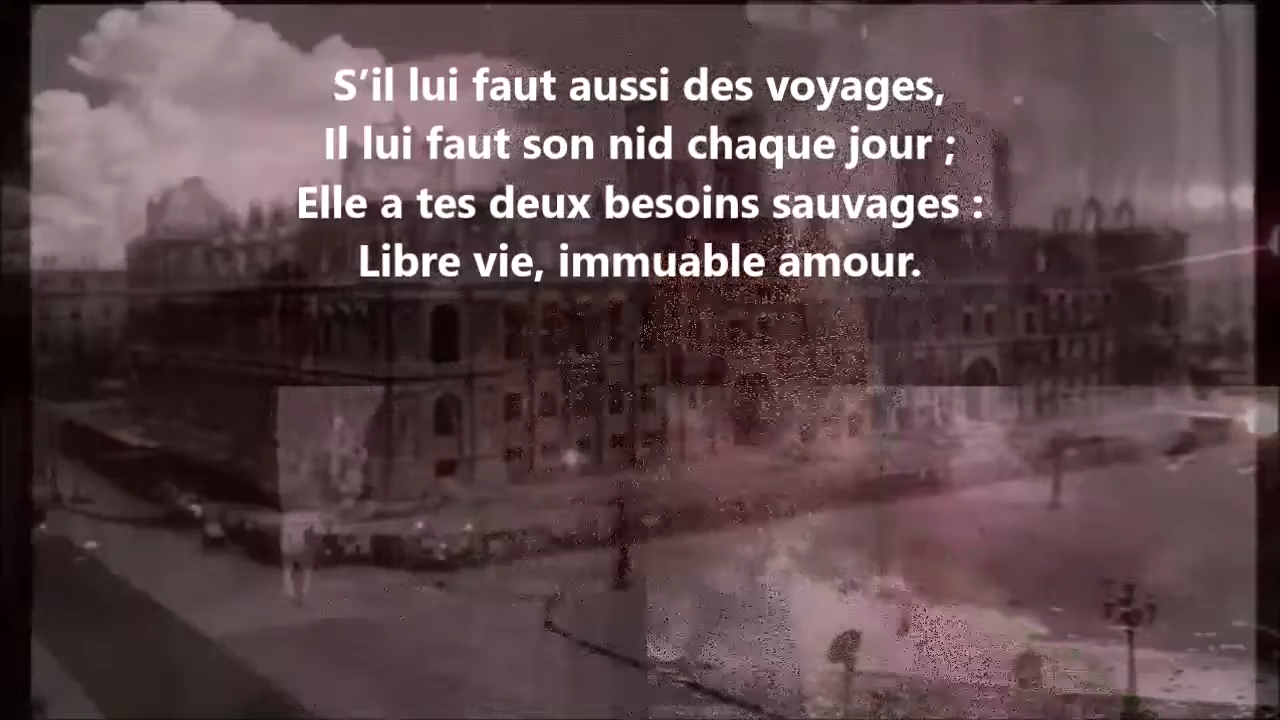 S’il lui faut aussi des voyages,
Il lui faut son nid chaque jour ;
Elle a tes deux besoins sauvages :
Libre vie, immuable amour.